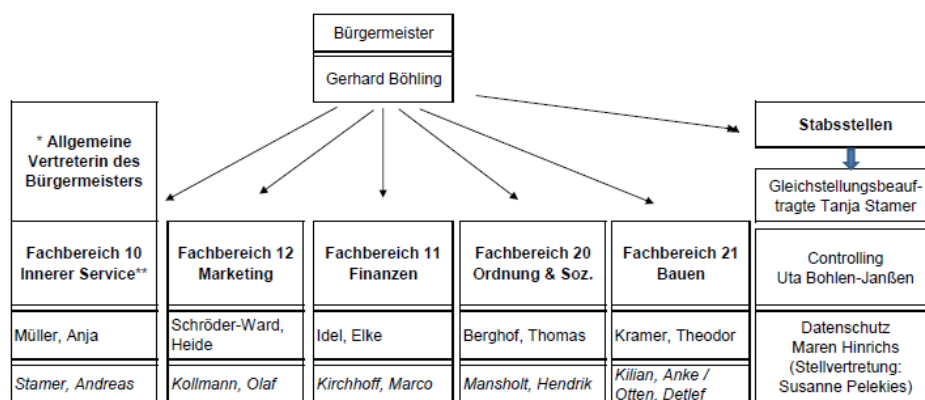 Bürgermeister
Gerhard Böhling
* Allgemeine
Vertreterin des
Bürgermeisters
Stabsstellen
Gleichstellungsbeauf-
tragte Tanja Stamer
Fachbereich 10
Innerer Service**
Fachbereich 12
Marketing
Fachbereich 11
Finanzen
Fachbereich 20
Ordnung & Soz.
Fachbereich 21
Bauen
Controlling
Uta Bohlen-Janßen
Müller, Anja
Schröder-Ward,
Heide
Idel, Elke
Berghof, Thomas
Kramer, Theodor
Stamer, Andreas
Kollmann, Olaf
Kirchhoff, Marco
Mansholt, Hendrik
Kilian, Anke /
Otten, Detlef
Datenschutz
Maren Hinrichs
(Stellvertretung:
Susanne Pelekies)